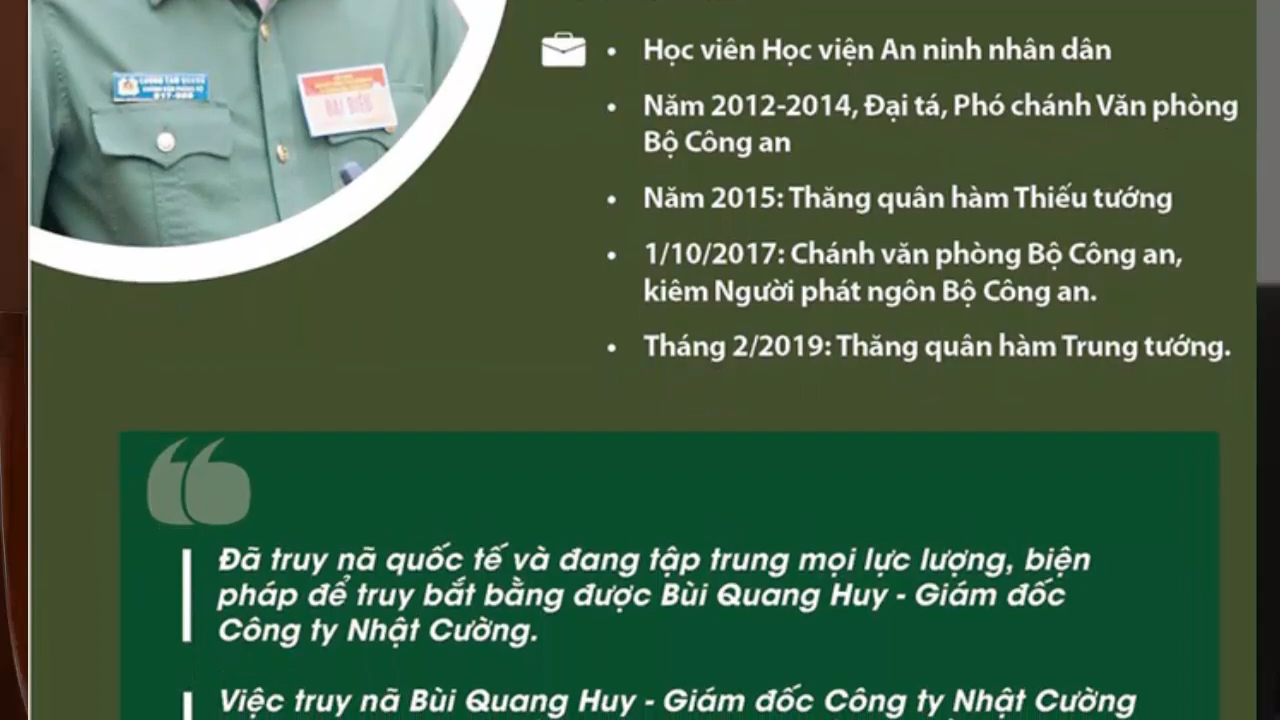 Học viên Học viện An ninh nhân dân
Năm 2012-2014, Đại tá, Phó chánh Văn phòng
Bộ Công an
Năm 2015: Thăng quân hàm Thiếu tướng
1/10/2017: Chánh văn phòng Bộ Công an,
kiêm Người phát ngôn Bộ Công an.
Tháng 2/2019: Thăng quân hàm Trung tướng.
ĐẠI BIỂU
Đã truy nã quốc tế và đang tập trung mọi lực lượng, biện
pháp để truy bắt bằng được Bùi Quang Huy - Giám đốc
Công ty Nhật Cường.
Việc truy nã Bùi Quang Huy - Giám đốc Công ty Nhật Cường